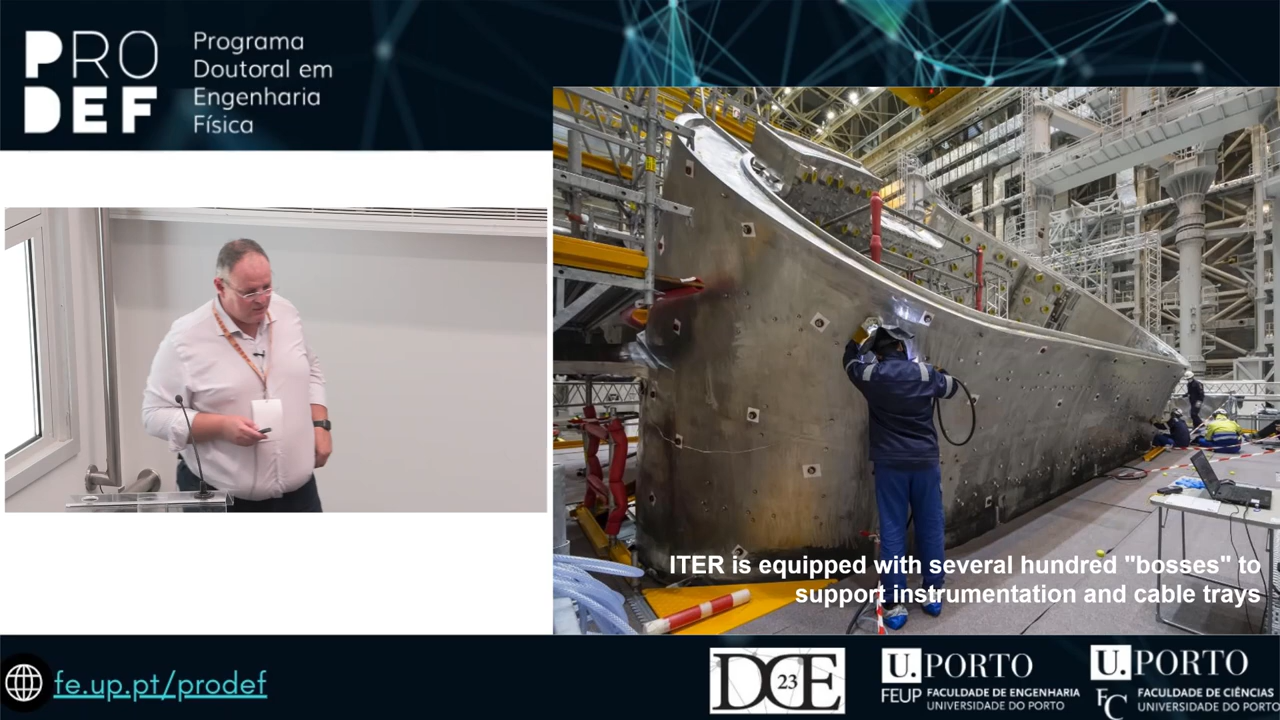 PRO
DEF
Programa
Doutoral em
Engenharia
Física
ITER is equipped with several hundred "bosses" to
support instrumentation and cable trays
fe.up.pt/prodef
DCE
23
U.PORTO
FEUP FACULDADE DE ENGENHARIA
UNIVERSIDADE DO PORTO
U.PORTO
FC FACULDADE DE CIÊNCIAS
UNIVERSIDADE DO PORTO